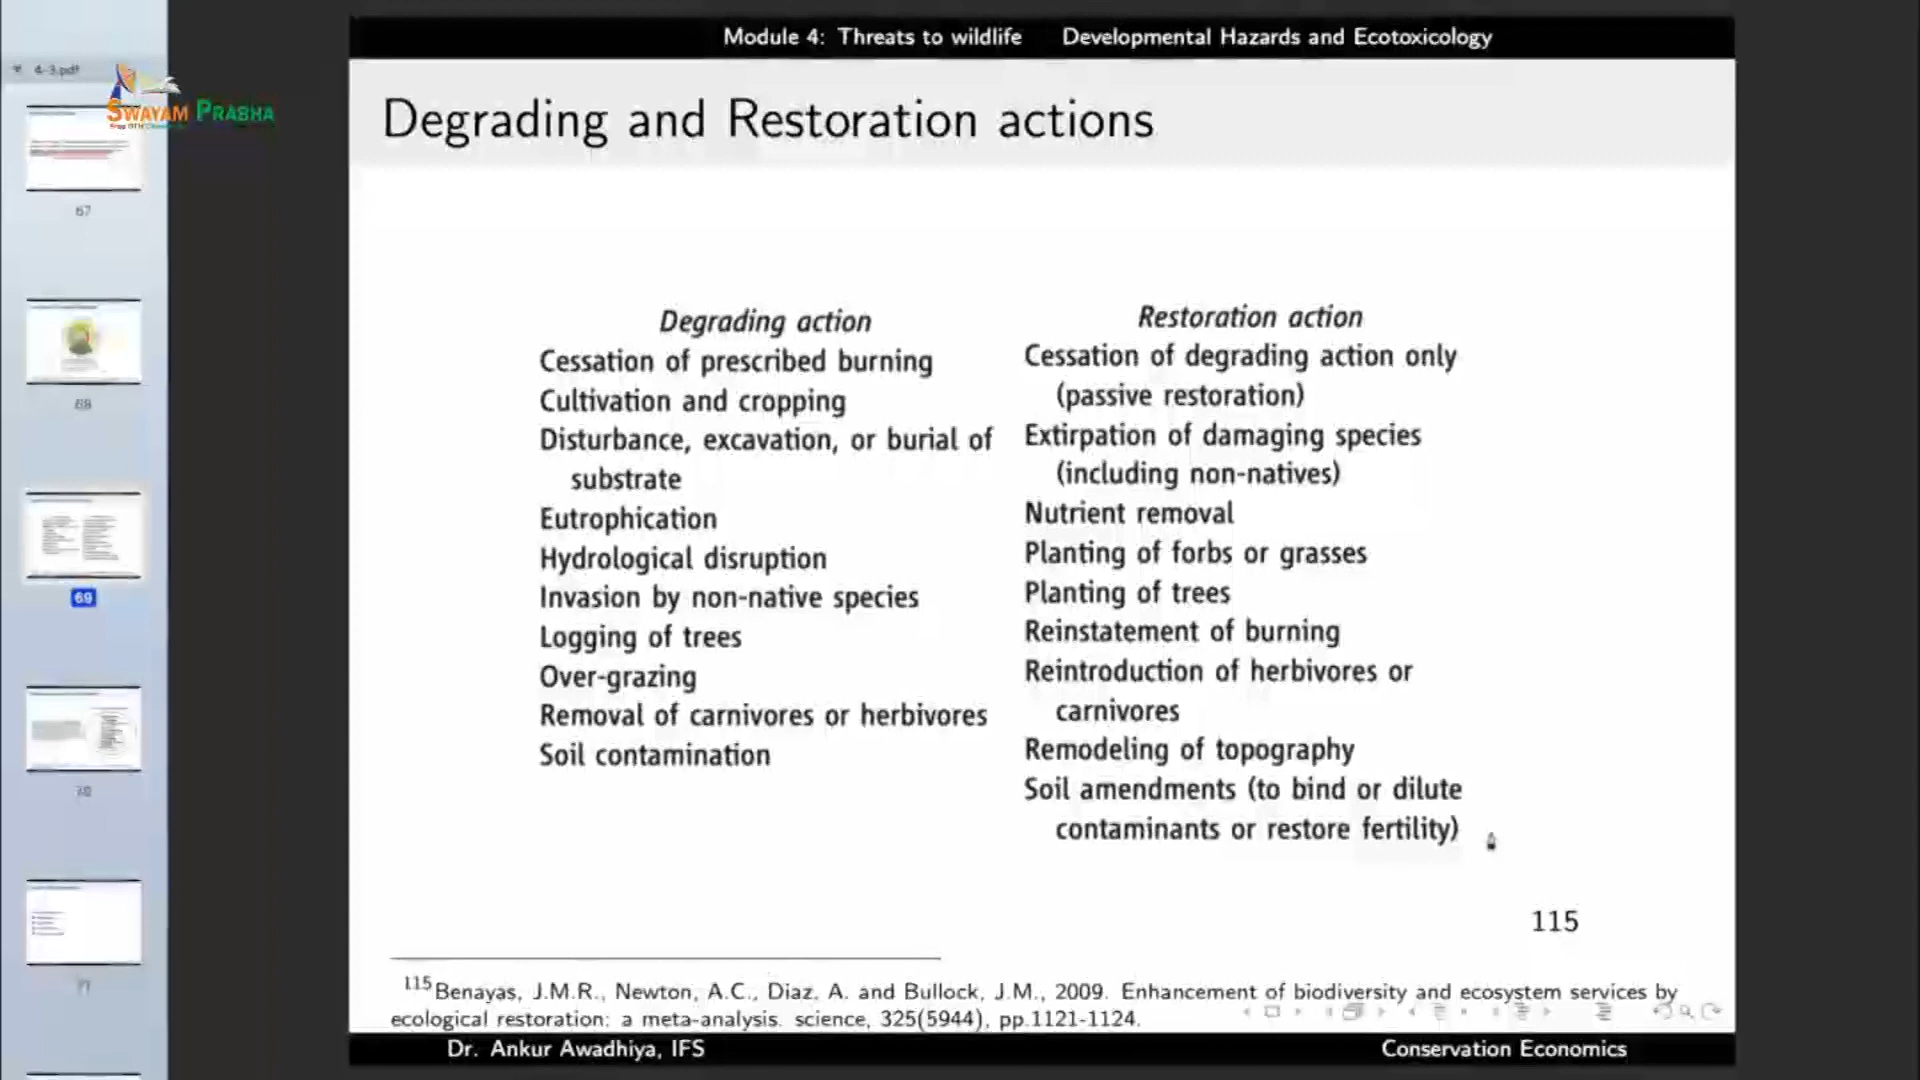 Module 4: Threats to wildlife Developmental Hazards and Ecotoxicology
4-3.pdf
SWAYAM PRABHA
Degrading and Restoration actions
67
68
69
70
71
Degrading action
Cessation of prescribed burning
Cultivation and cropping
Disturbance, excavation, or burial of
substrate
Eutrophication
Hydrological disruption
Invasion by non-native species
Logging of trees
Over-grazing
Removal of carnivores or herbivores
Soil contamination
Restoration action
Cessation of degrading action only
(passive restoration)
Extirpation of damaging species
(including non-natives)
Nutrient removal
Planting of forbs or grasses
Planting of trees
Reinstatement of burning
Reintroduction of herbivores or
carnivores
Remodeling of topography
Soil amendments (to bind or dilute
contaminants or restore fertility)
115
115 Benayas, J.M.R., Newton, A.C., Diaz, A. and Bullock, J.M., 2009. Enhancement of biodiversity and ecosystem services by
ecological restoration: a meta-analysis. science, 325(5944), pp.1121-1124.
Dr. Ankur Awadhiya, IFS Conservation Economics